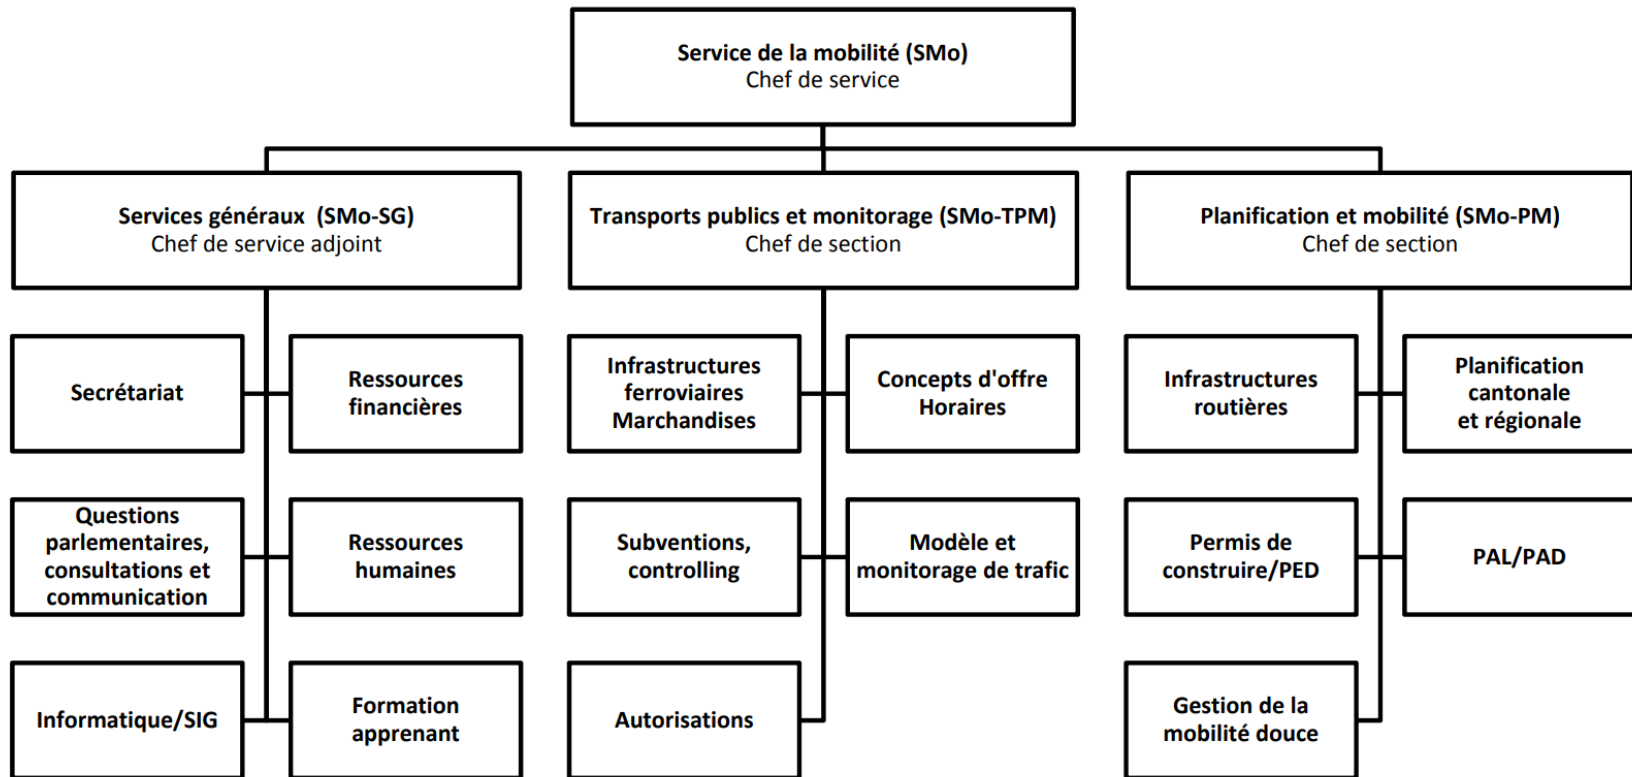 Service de la mobilité (SMo)
Chef de service
Services généraux  (SMo-SG)
Chef de service adjoint
Transports publics et monitorage (SMo-TPM)
Chef de section
Planification et mobilité (SMo-PM)
Chef de section
Secrétariat
Ressources
financières
Infrastructures
ferroviaires
Marchandises
Concepts d'offre
Horaires
Infrastructures
routières
Planification
cantonale
et régionale
Questions
parlementaires,
consultations et
communication
Ressources
humaines
Subventions,
controlling
Modèle et
monitorage de trafic
Permis de
construire/PED
PAL/PAD
Informatique/SIG
Formation
apprenant
Autorisations
Gestion de la
mobilité douce